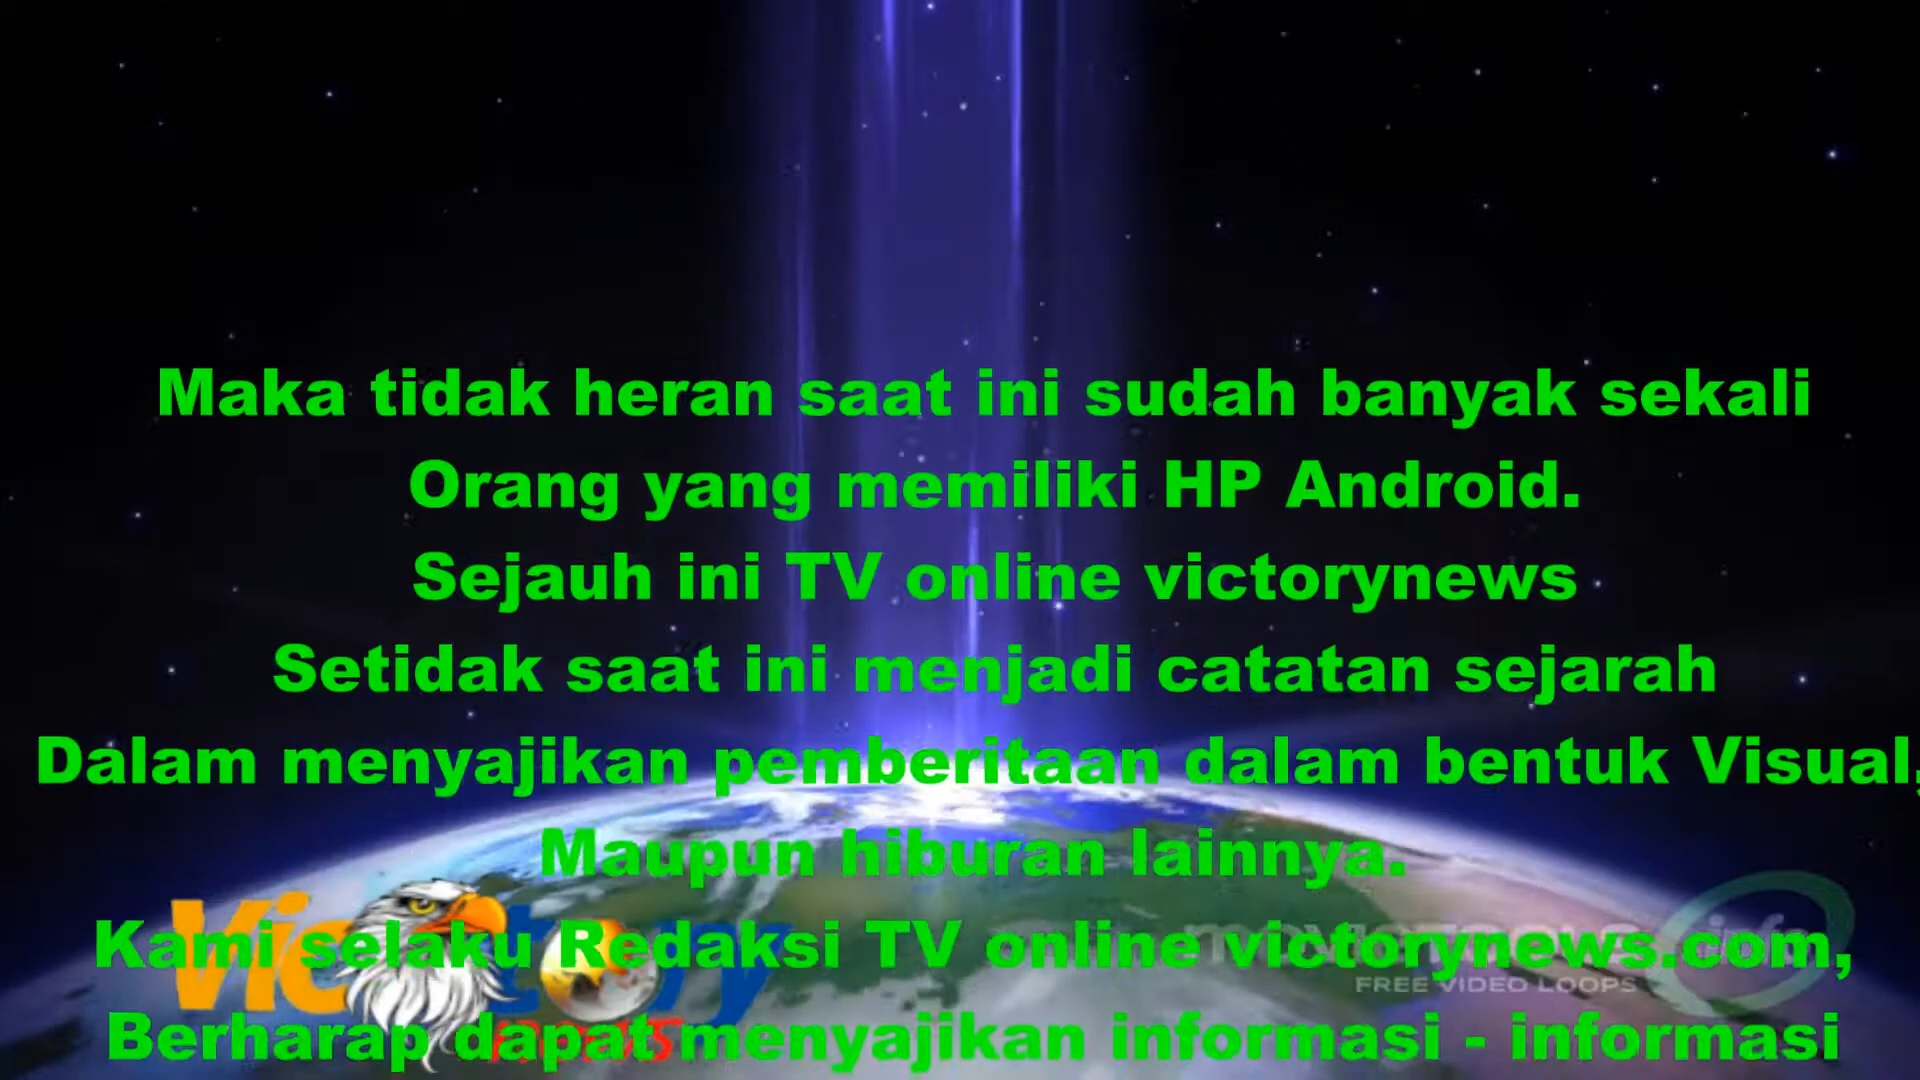 Maka tidak heran saat ini sudah banyak sekali
Orang yang memiliki HP Android.
Sejauh ini TV online victorynews
Setidak saat ini menjadi catatan sejarah
Dalam menyajikan pemberitaan dalam bentuk Visual,
Maupun hiburan lainnya.
Kami selaku Redaksi TV online victorynews.com,
FREE VIDEO LOOPS
Berharap dapat menyajikan informasi - informasi
Victory